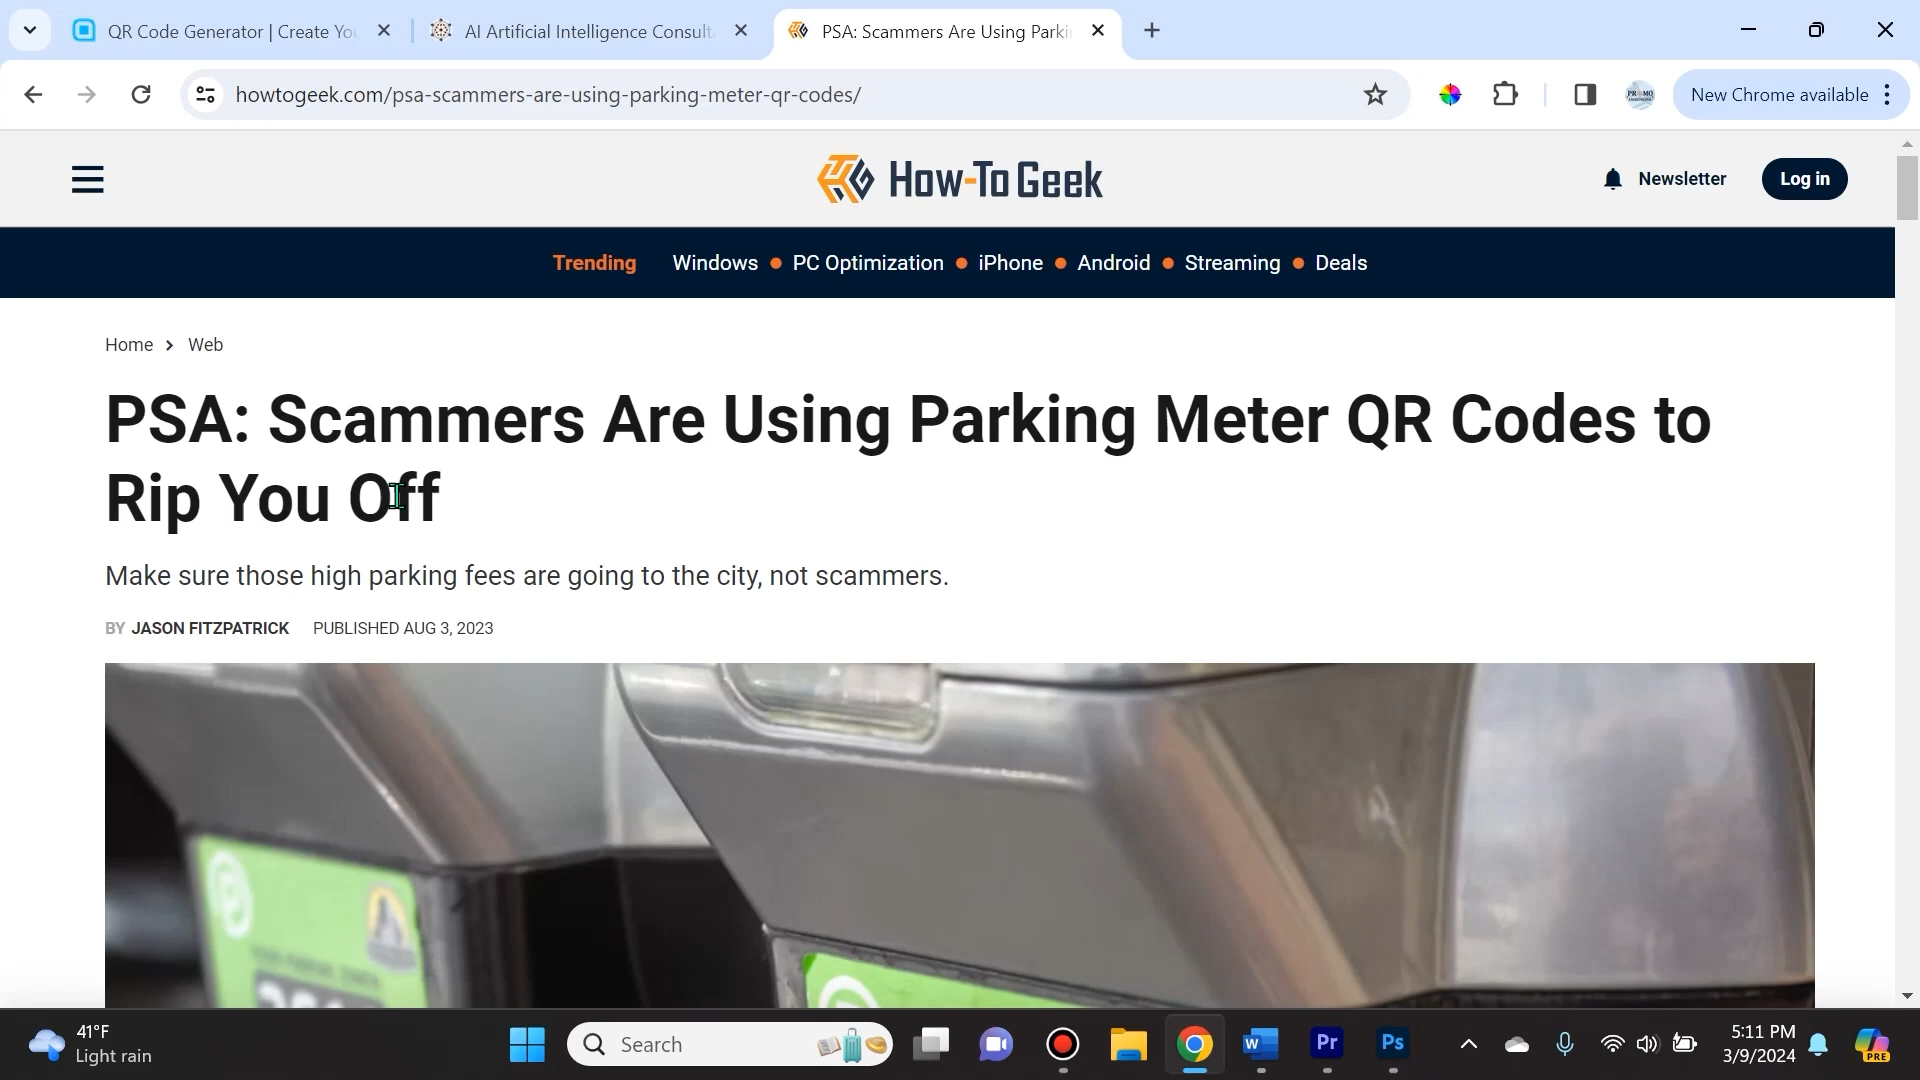 QR Code Generator | Create Yo
AI Artificial Intelligence Consult
PSA: Scammers Are Using Parki
howtogeek.com/psa-scammers-are-using-parking-meter-qr-codes/
New Chrome available
How-To Geek
Newsletter
Log in
Trending Windows • PC Optimization • iPhone • Android • Streaming • Deals
Home > Web
PSA: Scammers Are Using Parking Meter QR Codes to
Rip You Off
Make sure those high parking fees are going to the city, not scammers.
BY JASON FITZPATRICK PUBLISHED AUG 3, 2023
41°F
Light rain
Search
W
Pr
Ps
5:11 PM
3/9/2024
PRE